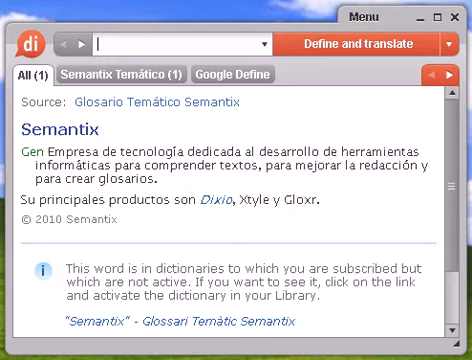 Menu
di
Define and translate
All (1)
Semantix Temático (1)
Google Define
Source: Glosario Temático Semantix
Semantix
Gen Empresa de tecnología dedicada al desarrollo de herramientas
informáticas para comprender textos, para mejorar la redacción y
para crear glosarios.
Su principales productos son Dixio, Xtyle y Gloxr.
© 2010 Semantix
i
This word is in dictionaries to which you are subscribed but
which are not active. If you want to see it, click on the link
and activate the dictionary in your Library.
"Semantix" - Glossari Temàtic Semantix